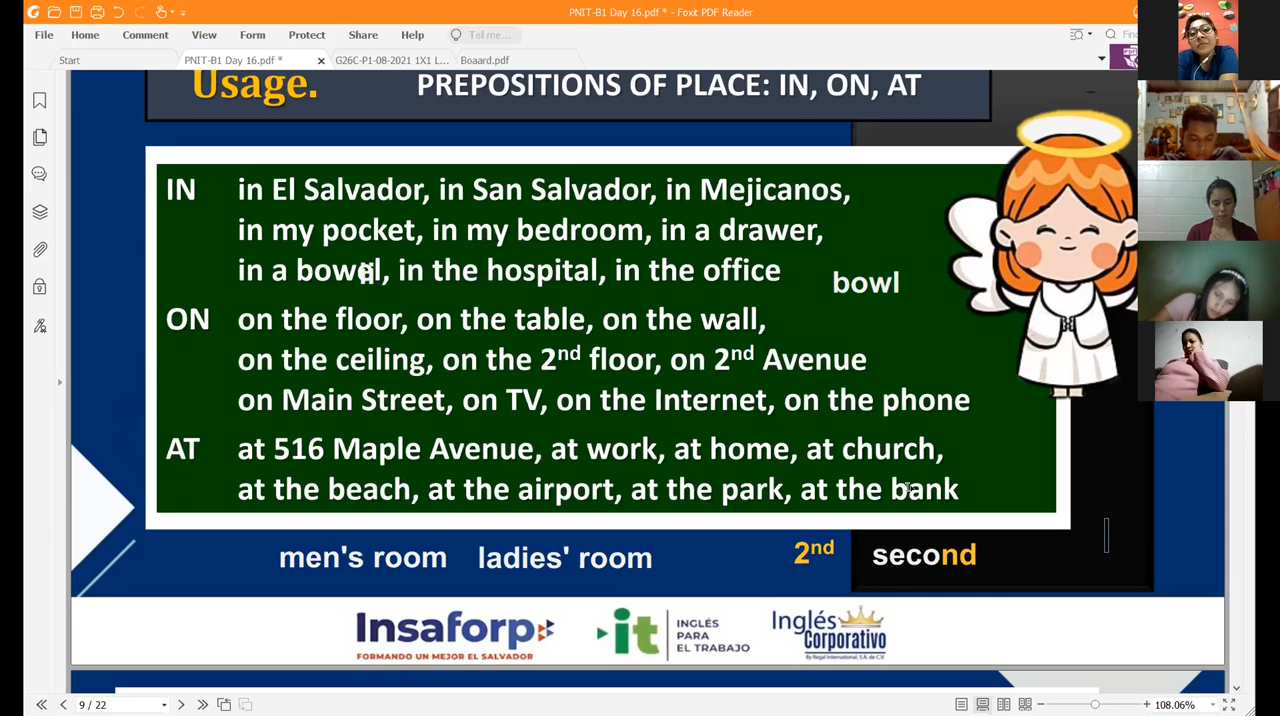 PNIT-B1 Day 16.pdf * - Foxit PDF Reader
File Home Comment View Form Protect Share Help Tell me... Fin
Start PNIT-B1 Day 16.pdf * G26C-P1-08-2021 1X1 L... Boaard.pdf
Usage. PREPOSITIONS OF PLACE: IN, ON, AT
IN in El Salvador, in San Salvador, in Mejicanos,
in my pocket, in my bedroom, in a drawer,
in a bowel, in the hospital, in the office
bowl
ON on the floor, on the table, on the wall,
on the ceiling, on the 2nd floor, on 2nd Avenue
on Main Street, on TV, on the Internet, on the phone
AT at 516 Maple Avenue, at work, at home, at church,
at the beach, at the airport, at the park, at the bank
men's room ladies' room 2nd second
Insaforp
FORMANDO UN MEJOR EL SALVADOR
it
INGLÉS
PARA
EL TRABAJO
Inglés
Corporativo
By Regal International, S.A. de C.V.
9 / 22 108.06%